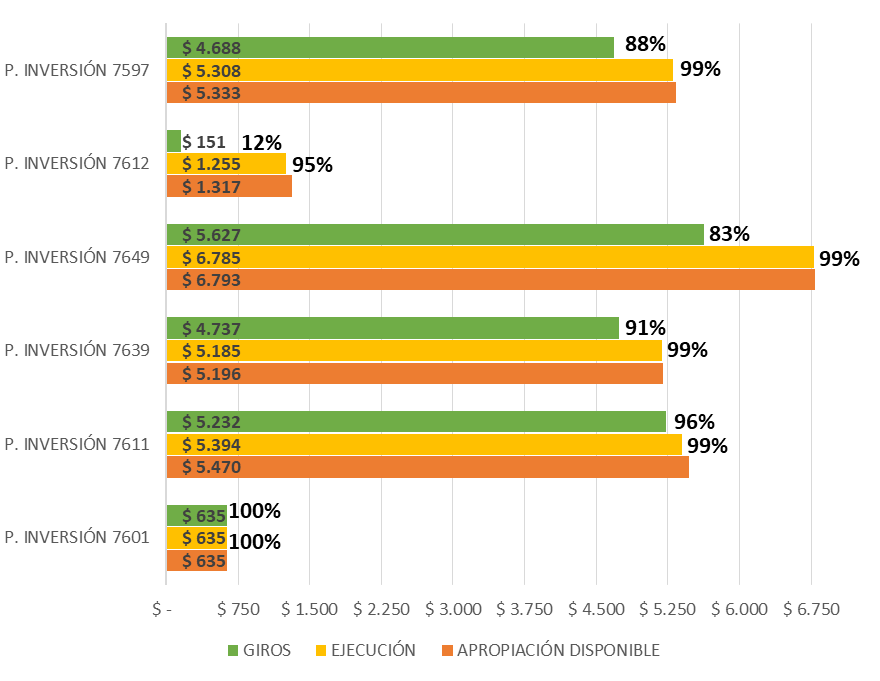 $ 4.688 88%
P. INVERSIÓN 7597 $ 5.308 99%
$ 5.333
$ 151 12%
P. INVERSIÓN 7612 $ 1.255 95%
$ 1.317
$ 5.627 83%
P. INVERSIÓN 7649 $ 6.785 99%
$ 6.793
$ 4.737 91%
P. INVERSIÓN 7639 $ 5.185 99%
$ 5.196
$ 5.232 96%
P. INVERSIÓN 7611 $ 5.394 99%
$ 5.470
$ 635 100%
P. INVERSIÓN 7601 $ 635 100%
$ 635
$ - $ 750 $ 1.500 $ 2.250 $ 3.000 $ 3.750 $ 4.500 $ 5.250 $ 6.000 $ 6.750
GIROS EJECUCIÓN APROPIACIÓN DISPONIBLE